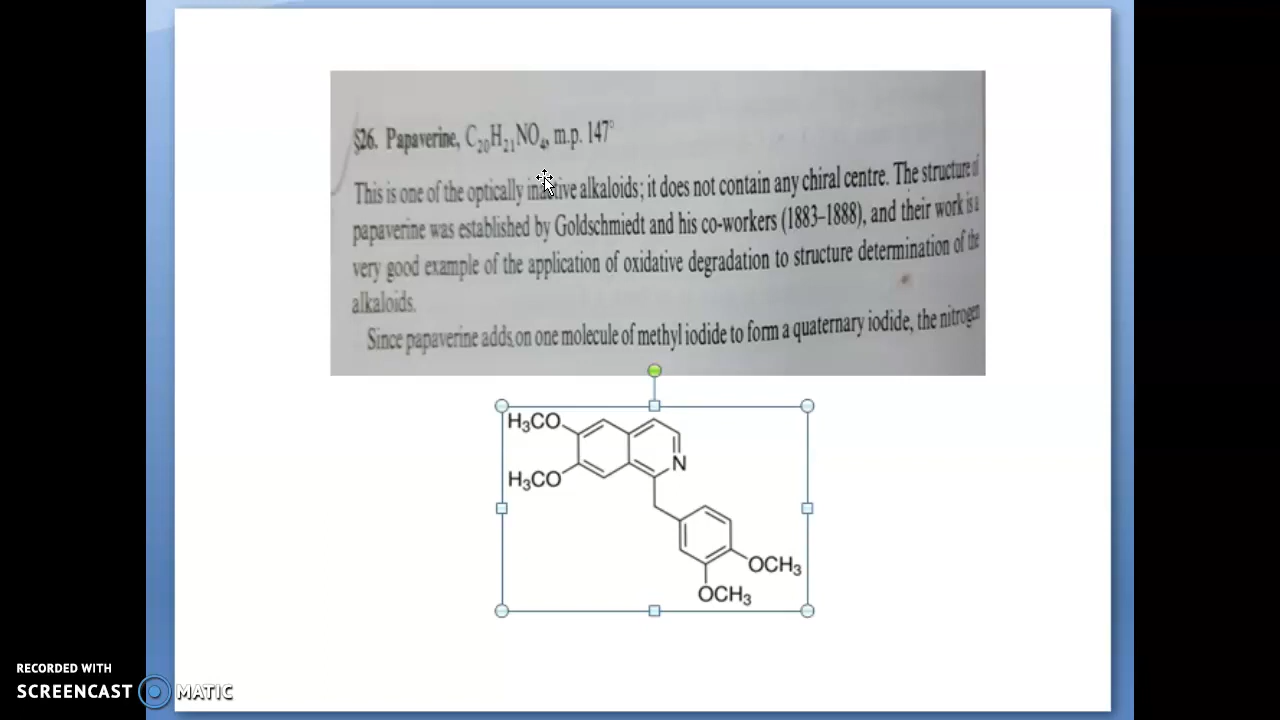 §26. Papaverine, C₂₀H₂₁NO₄, m.p. 147°
This is one of the optically inactive alkaloids; it does not contain any chiral centre. The structure of
papaverine was established by Goldschmiedt and his co-workers (1883–1888), and their work is a
very good example of the application of oxidative degradation to structure determination of the
alkaloids.
Since papaverine adds on one molecule of methyl iodide to form a quaternary iodide, the nitrogen
H₃CO
H₃CO
N
OCH₃
OCH₃
RECORDED WITH
SCREENCAST MATIC